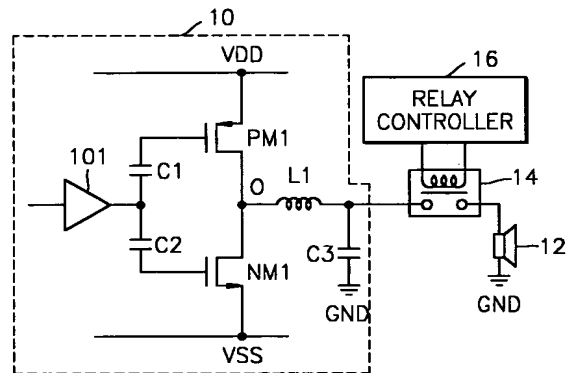 10
VDD
16
RELAY
CONTROLLER
PM1
101
C1
14
O
L1
C2
C3
12
NM1
GND
GND
VSS